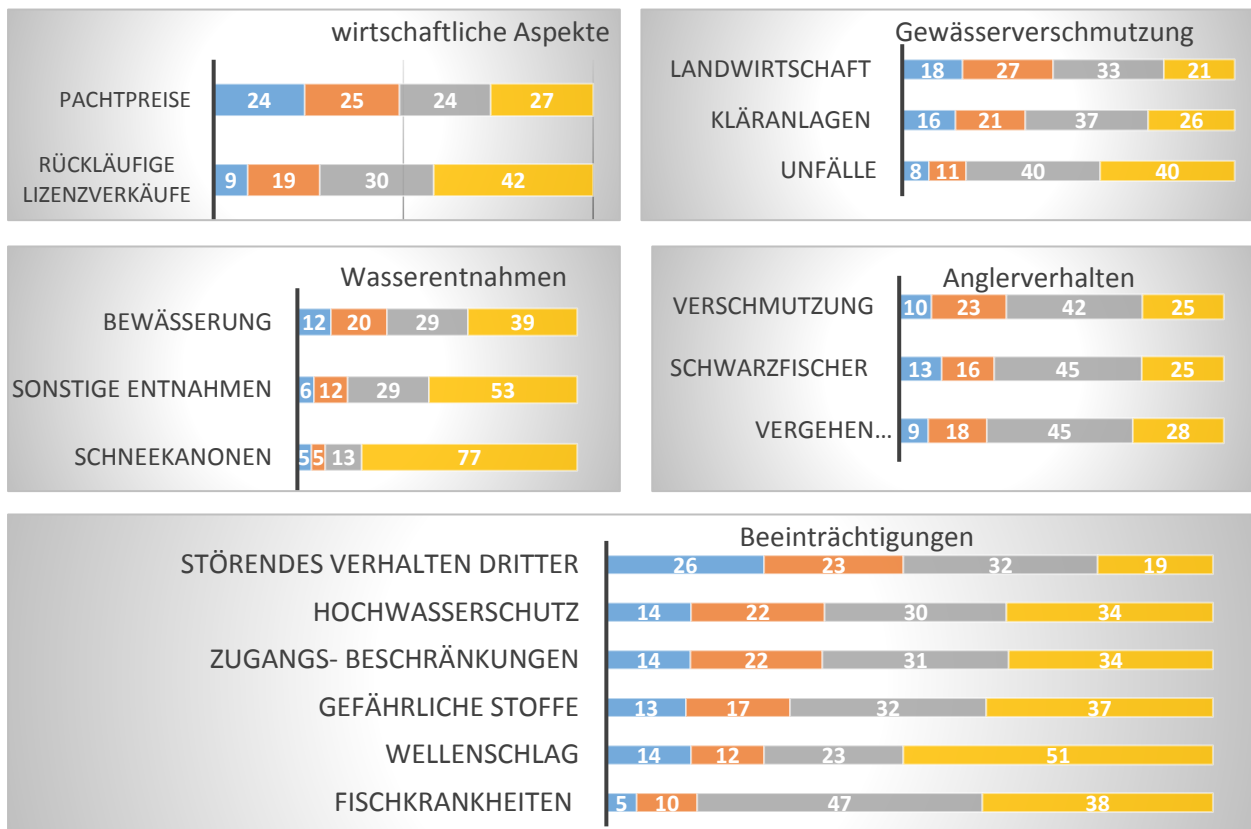 wirtschaftliche Aspekte
PACHTPREISE
24 25 24 27
RÜCKLÄUFIGE
LIZENZVERKÄUFE
9 19 30 42
Gewässerverschmutzung
LANDWIRTSCHAFT
18 27 33 21
KLÄRANLAGEN
16 21 37 26
UNFÄLLE
8 11 40 40
Wasserentnahmen
BEWÄSSERUNG
12 20 29 39
SONSTIGE ENTNAHMEN
6 12 29 53
SCHNEEKANONEN
5 5 13 77
Anglerverhalten
VERSCHMUTZUNG
10 23 42 25
SCHWARZFISCHER
13 16 45 25
VERGEHEN...
9 18 45 28
Beeinträchtigungen
STÖRENDES VERHALTEN DRITTER
26 23 32 19
HOCHWASSERSCHUTZ
14 22 30 34
ZUGANGS- BESCHRÄNKUNGEN
14 22 31 34
GEFÄHRLICHE STOFFE
13 17 32 37
WELLENSCHLAG
14 12 23 51
FISCHKRANKHEITEN
5 10 47 38